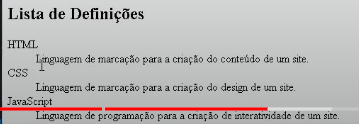 Lista de Definições
HTML
Linguagem de marcação para a criação do conteúdo de um site.
CSS
Linguagem de marcação para a criação do design de um site.
JavaScript
Linguagem de programação para a criação de interatividade de um site.